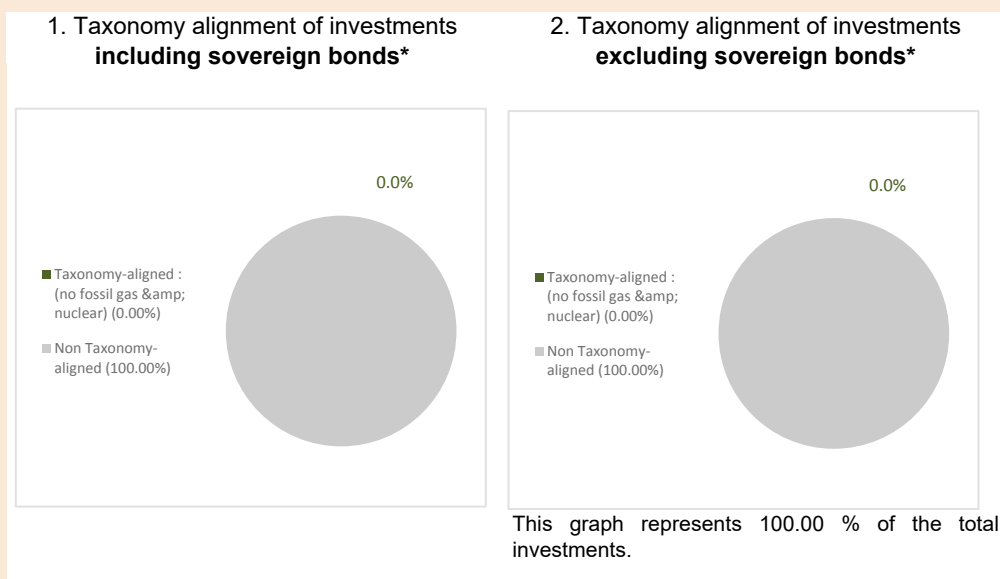 1. Taxonomy alignment of investments
including sovereign bonds*
0.0%
Taxonomy-aligned :
(no fossil gas &amp;
nuclear) (0.00%)
Non Taxonomy-
aligned (100.00%)
2. Taxonomy alignment of investments
excluding sovereign bonds*
0.0%
Taxonomy-aligned :
(no fossil gas &amp;
nuclear) (0.00%)
Non Taxonomy-
aligned (100.00%)
This graph represents 100.00 % of the total
investments.